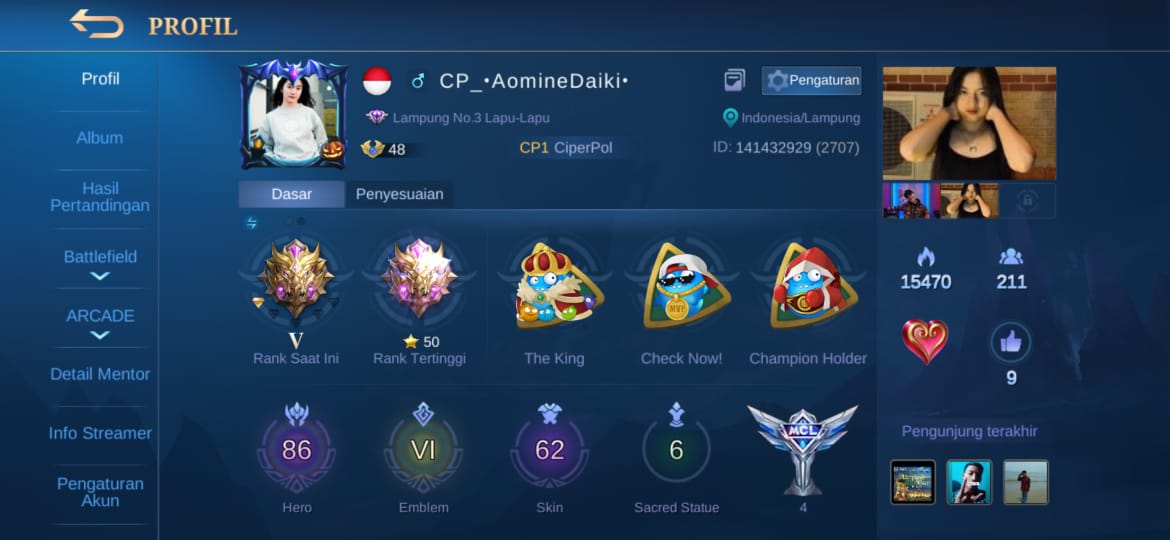 PROFIL
Profil
Album
Hasil
Pertandingan
Battlefield
ARCADE
Detail Mentor
Info Streamer
Pengaturan
Akun
CP_•AomineDaiki•
Pengaturan
Lampung No.3 Lapu-Lapu
Indonesia/Lampung
48
CP1 CiperPol
ID: 141432929 (2707)
Dasar
Penyesuaian
V
50
MVP
Rank Saat Ini
Rank Tertinggi
The King
Check Now!
Champion Holder
86
VI
62
6
MCL
Hero
Emblem
Skin
Sacred Statue
4
15470
211
9
Pengunjung terakhir